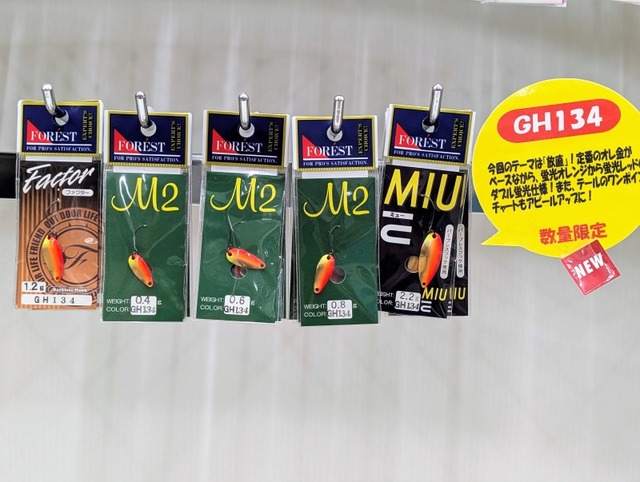 FOREST
FOR PRO'S SATISFACTION.
EXPERT'S CHOICE!
Factor
ファクター
LIFE FRIEND OUT DOOR LIFE
1.2g
GH134
FOREST
FOR PRO'S SATISFACTION.
EXPERT'S CHOICE!
M2
WEIGHT: 0.4 g
COLOR: GH134
FOREST
FOR PRO'S SATISFACTION.
EXPERT'S CHOICE!
M2
WEIGHT: 0.6 g
COLOR: GH134
FOREST
FOR PRO'S SATISFACTION.
EXPERT'S CHOICE!
M2
WEIGHT: 0.8 g
COLOR: GH134
FOREST
FOR PRO'S SATISFACTION.
EXPERT'S CHOICE!
MIU
ミュー
2.2g
GH134
MIU
MIU
GH134
今回のテーマは「放流」！定番のオレ金が
ベースながら、蛍光オレンジから蛍光レッドの
ダブル蛍光仕様！また、テールのワンポイ
チャートもアピールアップに！
数量限定
NEW